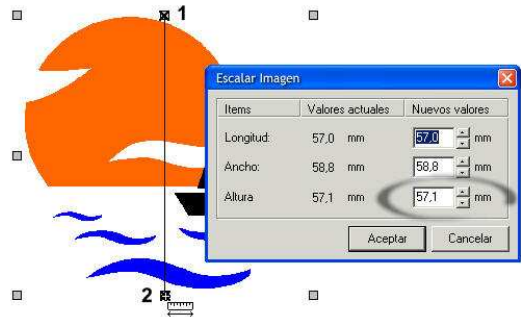 1
Escalar Imagen
Items Valores actuales Nuevos valores
Longitud: 57,0 mm 57,0 mm
Ancho: 58,8 mm 58,8 mm
Altura 57,1 mm 57,1 mm
Aceptar Cancelar
2